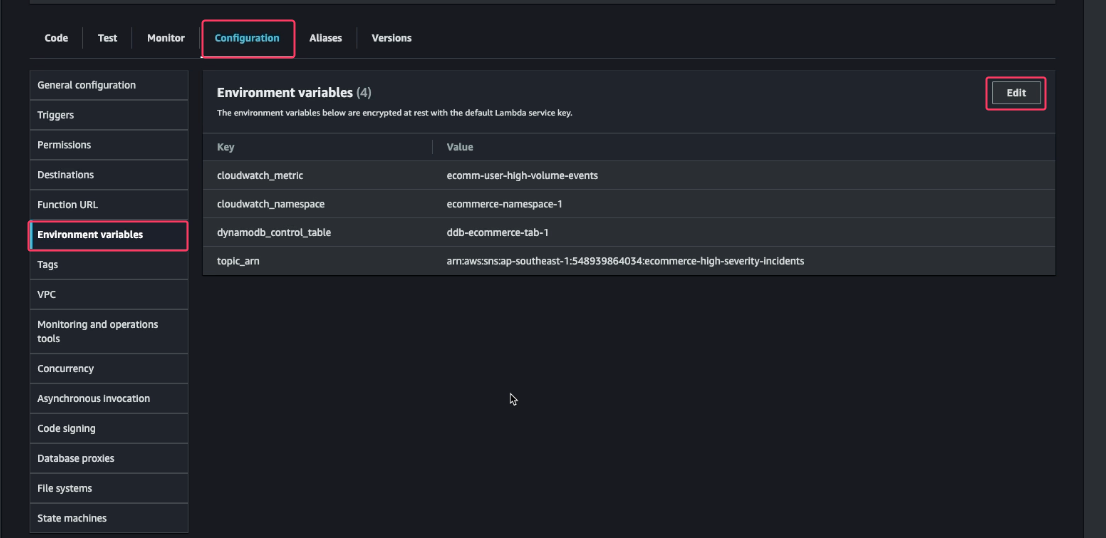 Code Test Monitor Configuration Aliases Versions
General configuration
Triggers
Permissions
Destinations
Function URL
Environment variables
Tags
VPC
Monitoring and operations
tools
Concurrency
Asynchronous invocation
Code signing
Database proxies
File systems
State machines
Environment variables (4)
Edit
The environment variables below are encrypted at rest with the default Lambda service key.
Key Value
cloudwatch_metric ecomm-user-high-volume-events
cloudwatch_namespace ecommerce-namespace-1
dynamodb_control_table ddb-ecommerce-tab-1
topic_arn arn:aws:sns:ap-southeast-1:548939864034:ecommerce-high-severity-incidents